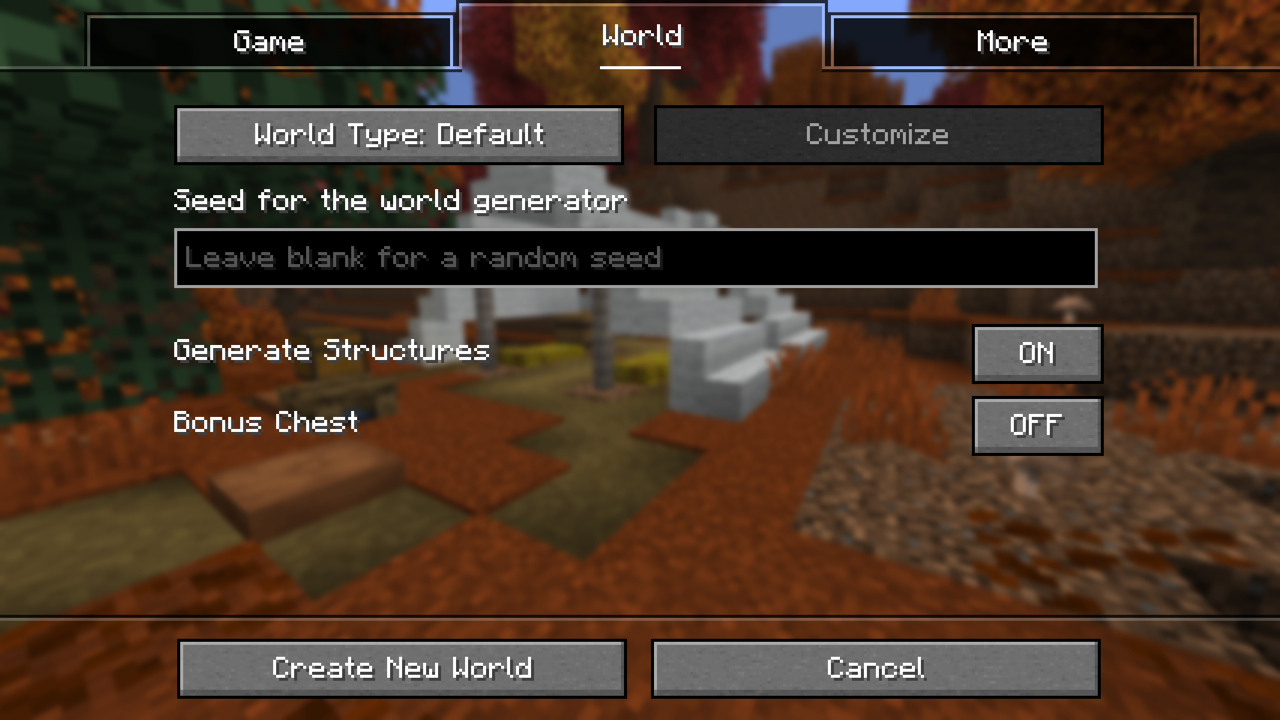 Game
World
More
World Type: Default
Customize
Seed for the world generator
Leave blank for a random seed
Generate Structures
ON
Bonus Chest
OFF
Create New World
Cancel